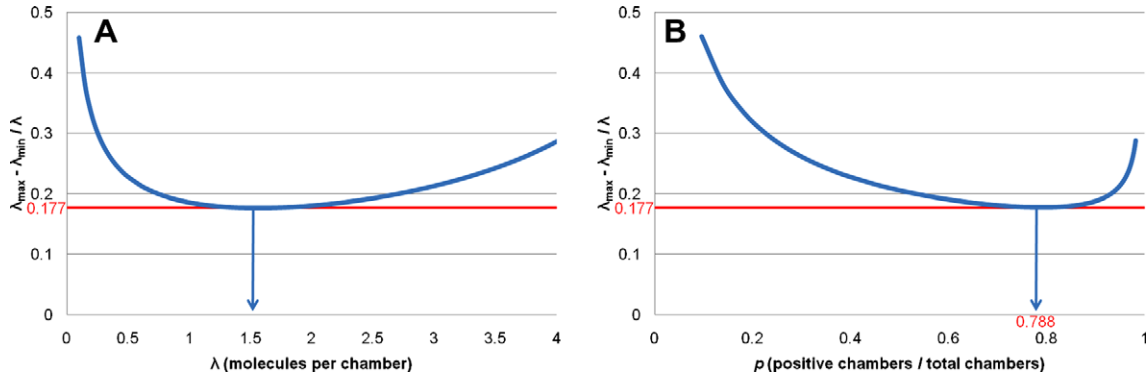 A
λmax - λmin / λ
0.5
0.4
0.3
0.2
0.177
0.1
0
0 0.5 1 1.5 2 2.5 3 3.5 4
λ (molecules per chamber)
B
λmax - λmin / λ
0.5
0.4
0.3
0.2
0.177
0.1
0
0 0.2 0.4 0.6 0.8 1
0.788
p (positive chambers / total chambers)